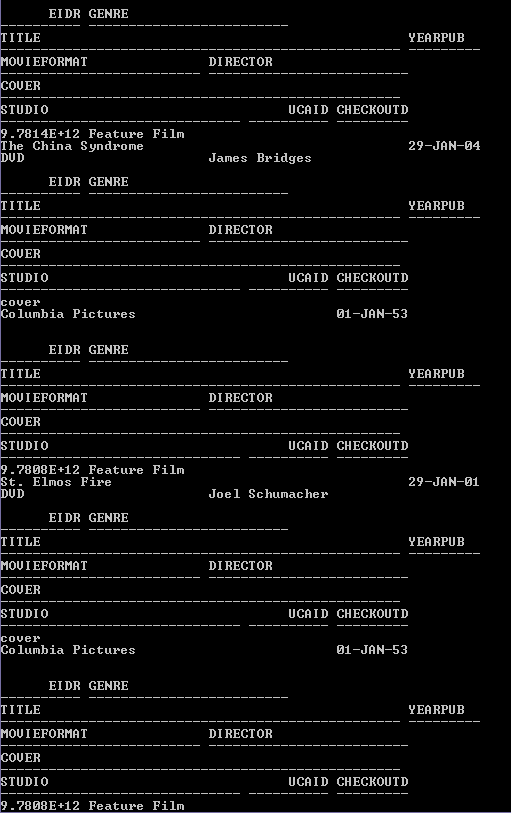 EIDR GENRE
---------- -------------------------
TITLE                                              YEARPUB
-------------------------------------------------- ---------
MOVIEFORMAT               DIRECTOR
------------------------- -------------------------
COVER
--------------------------------------------------
STUDIO                              UCAID CHECKOUTD
------------------------------ ---------- ---------
9.7814E+12 Feature Film
The China Syndrome                                 29-JAN-04
DVD                       James Bridges
EIDR GENRE
---------- -------------------------
TITLE                                              YEARPUB
-------------------------------------------------- ---------
MOVIEFORMAT               DIRECTOR
------------------------- -------------------------
COVER
--------------------------------------------------
STUDIO                              UCAID CHECKOUTD
------------------------------ ---------- ---------
cover
Columbia Pictures                         01-JAN-53
EIDR GENRE
---------- -------------------------
TITLE                                              YEARPUB
-------------------------------------------------- ---------
MOVIEFORMAT               DIRECTOR
------------------------- -------------------------
COVER
--------------------------------------------------
STUDIO                              UCAID CHECKOUTD
------------------------------ ---------- ---------
9.7808E+12 Feature Film
St. Elmos Fire                                     29-JAN-01
DVD                       Joel Schumacher
EIDR GENRE
---------- -------------------------
TITLE                                              YEARPUB
-------------------------------------------------- ---------
MOVIEFORMAT               DIRECTOR
------------------------- -------------------------
COVER
--------------------------------------------------
STUDIO                              UCAID CHECKOUTD
------------------------------ ---------- ---------
cover
Columbia Pictures                         01-JAN-53
EIDR GENRE
---------- -------------------------
TITLE                                              YEARPUB
-------------------------------------------------- ---------
MOVIEFORMAT               DIRECTOR
------------------------- -------------------------
COVER
--------------------------------------------------
STUDIO                              UCAID CHECKOUTD
------------------------------ ---------- ---------
9.7808E+12 Feature Film